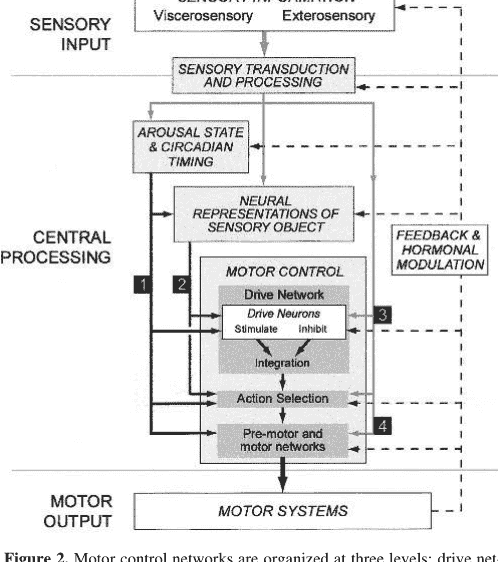 SENSORY INFORMATION
SENSORY INPUT
Viscerosensory Exterosensory
SENSORY TRANSDUCTION
AND PROCESSING
AROUSAL STATE
& CIRCADIAN
TIMING
NEURAL
REPRESENTATIONS OF
SENSORY OBJECT
CENTRAL
PROCESSING
FEEDBACK &
HORMONAL
MODULATION
MOTOR CONTROL
1
2
Drive Network
Drive Neurons
3
Stimulate Inhibit
Integration
Action Selection
4
Pre-motor and
motor networks
MOTOR
OUTPUT
MOTOR SYSTEMS
Figure 2. Motor control networks are organized at three levels: drive net-